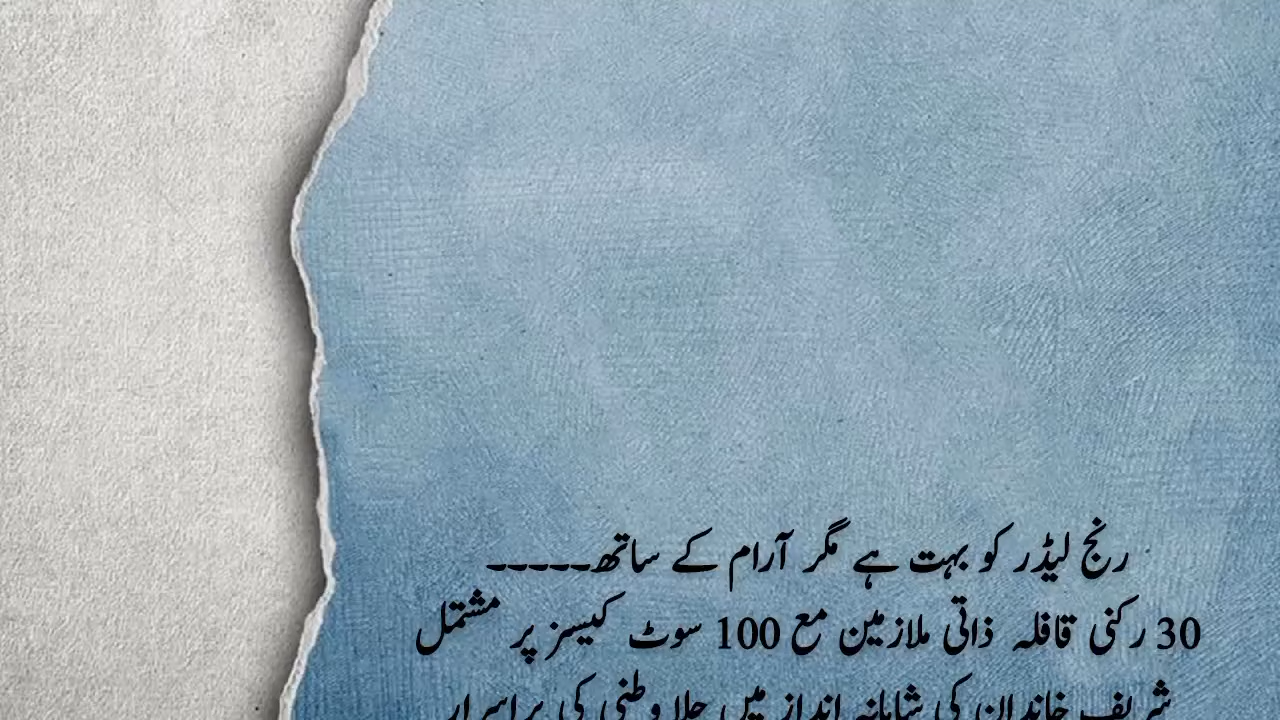 رنج لیڈر کو بہت ہے مگر آرام کے ساتھ۔۔۔۔۔
30 رکنی قافلہ ذاتی ملازمین مع 100 سوٹ کیسز پر مشتمل
شریف خاندان کی شاہانہ انداز میں جلاوطنی کی پراسرار